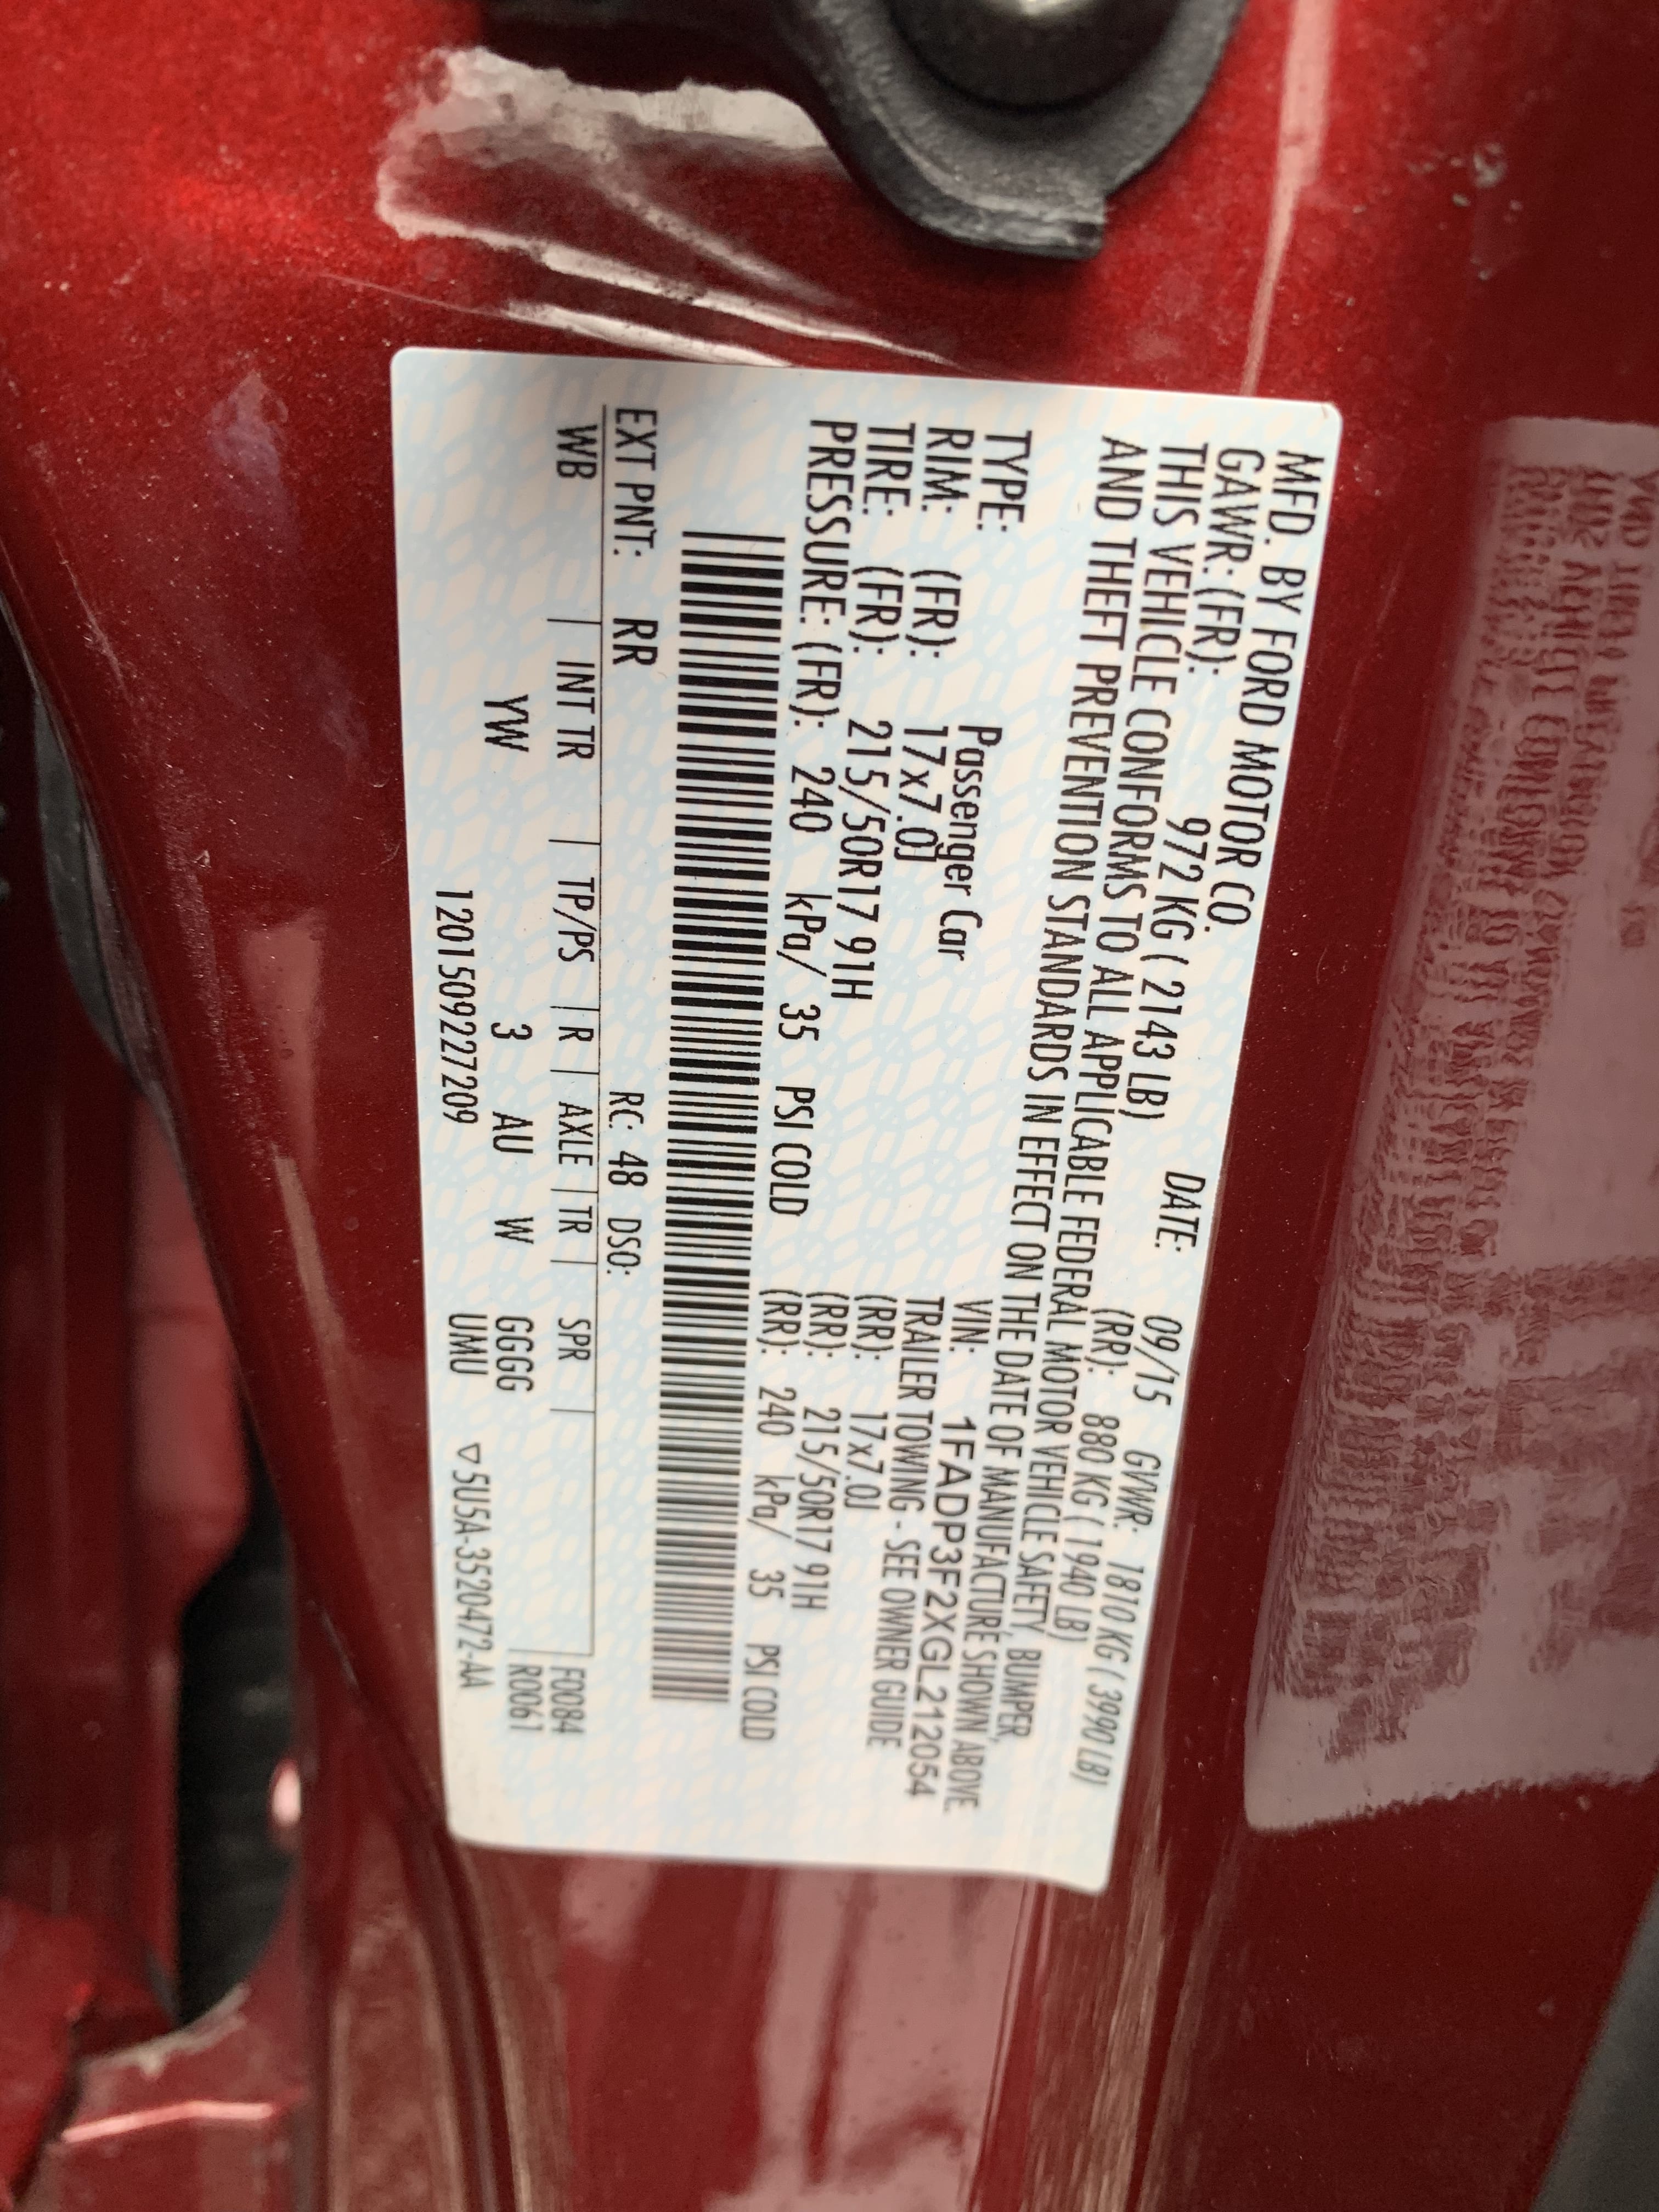 MFD. BY FORD MOTOR CO.
DATE: 09/15 GVWR: 1810 KG ( 3990 LB)
GAWR: (FR): 972 KG ( 2143 LB) (RR): 880 KG ( 1940 LB)
THIS VEHICLE CONFORMS TO ALL APPLICABLE FEDERAL MOTOR VEHICLE SAFETY, BUMPER,
AND THEFT PREVENTION STANDARDS IN EFFECT ON THE DATE OF MANUFACTURE SHOWN ABOVE.
VIN: 1FADP3F2XGL212054
TYPE: Passenger Car TRAILER TOWING - SEE OWNER GUIDE
RIM: (FR): 17x7.0J (RR): 17x7.0J
TIRE: (FR): 215/50R17 91H (RR): 215/50R17 91H
PRESSURE: (FR): 240 kPa/ 35 PSI COLD (RR): 240 kPa/ 35 PSI COLD
EXT PNT: RR RC: 48 DSO:
WB INT TR TP/PS R AXLE TR SPR F0084
YW 3 AU W GGGG R0061
1201509227209 UMU ▽5U5A-3520472-AA